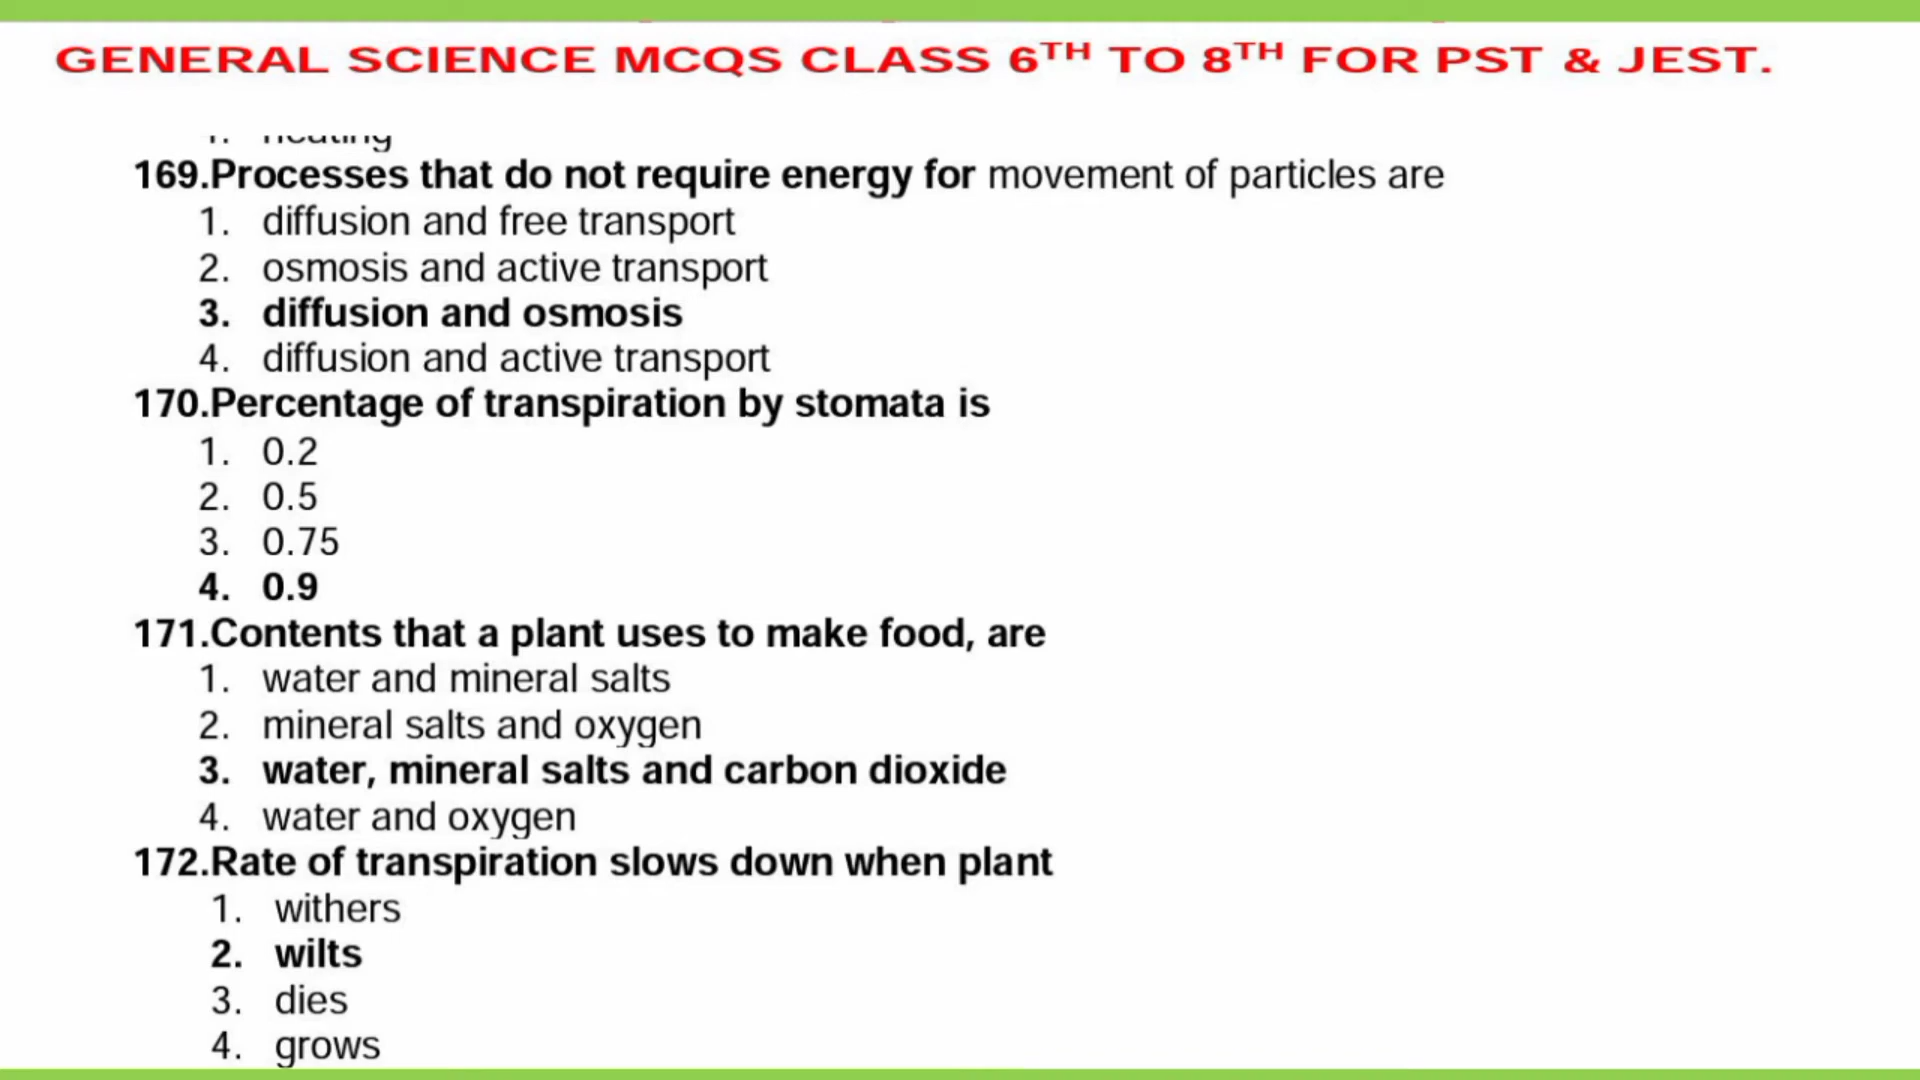 GENERAL SCIENCE MCQS CLASS 6TH TO 8TH FOR PST & JEST.
169.Processes that do not require energy for movement of particles are
1. diffusion and free transport
2. osmosis and active transport
3. diffusion and osmosis
4. diffusion and active transport
170.Percentage of transpiration by stomata is
1. 0.2
2. 0.5
3. 0.75
4. 0.9
171.Contents that a plant uses to make food, are
1. water and mineral salts
2. mineral salts and oxygen
3. water, mineral salts and carbon dioxide
4. water and oxygen
172.Rate of transpiration slows down when plant
1. withers
2. wilts
3. dies
4. grows